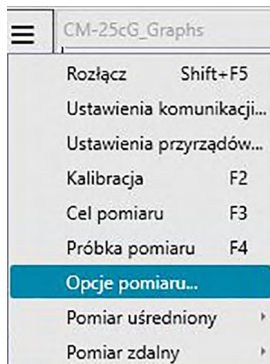 CM-25cG_Graphs
Rozłącz Shift+F5
Ustawienia komunikacji...
Ustawienia przyrządów...
Kalibracja F2
Cel pomiaru F3
Próbka pomiaru F4
Opcje pomiaru...
Pomiar uśredniony
Pomiar zdalny